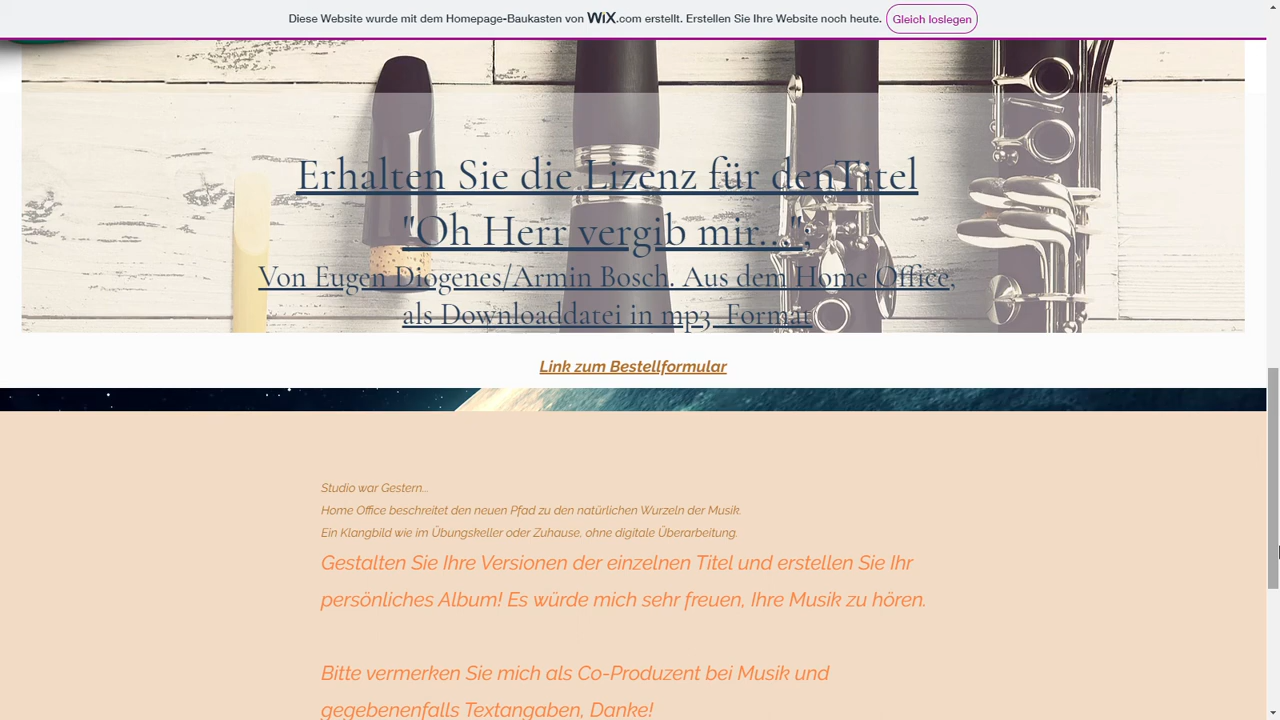 Diese Website wurde mit dem Homepage-Baukasten von WiX.com erstellt. Erstellen Sie Ihre Website noch heute. Gleich loslegen
Erhalten Sie die Lizenz für denTitel
"Oh Herr vergib mir...";
Von Eugen Diogenes/Armin Bosch. Aus dem Home Office,
als Downloaddatei in mp3  Format
Link zum Bestellformular
Studio war Gestern...
Home Office beschreitet den neuen Pfad zu den natürlichen Wurzeln der Musik.
Ein Klangbild wie im Übungskeller oder Zuhause, ohne digitale Überarbeitung.
Gestalten Sie Ihre Versionen der einzelnen Titel und erstellen Sie Ihr
persönliches Album! Es würde mich sehr freuen, Ihre Musik zu hören.
Bitte vermerken Sie mich als Co-Produzent bei Musik und
gegebenenfalls Textangaben, Danke!